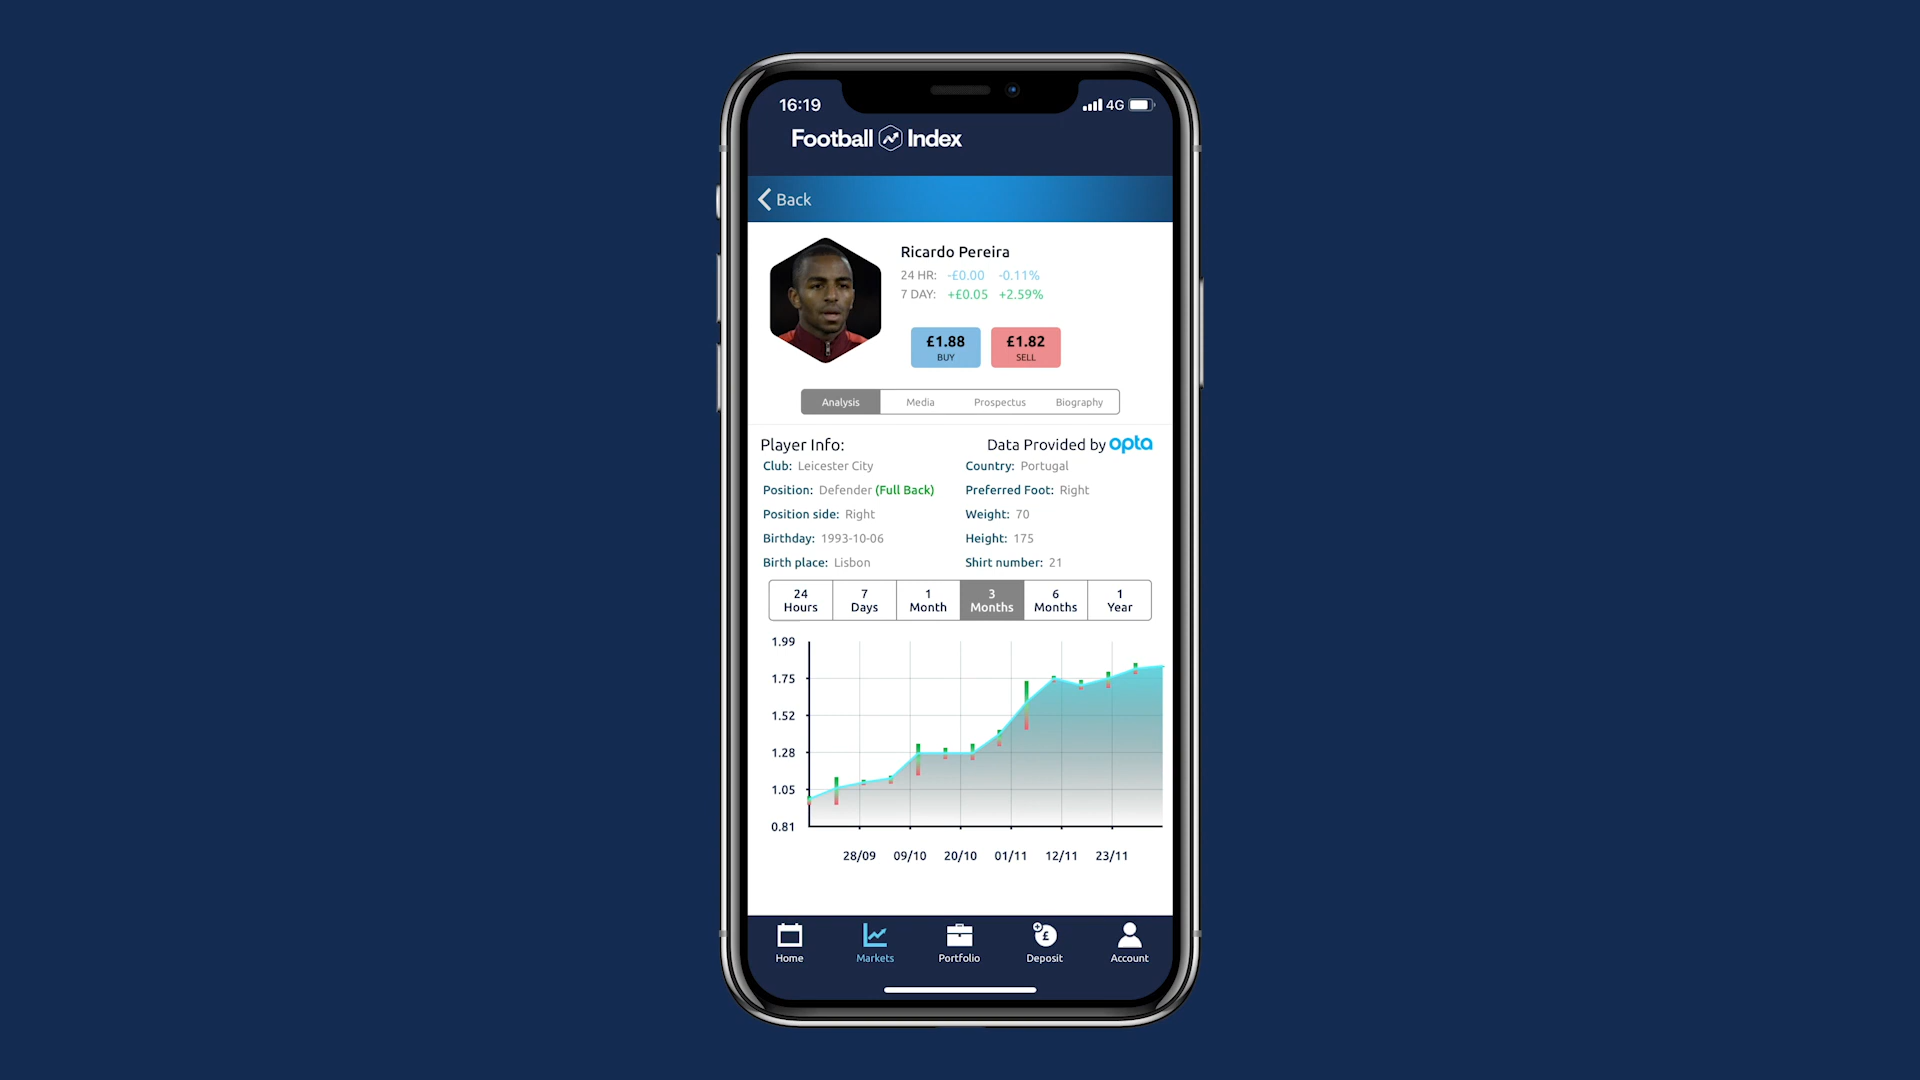 16:19
4G
Football Index
Back
Ricardo Pereira
24 HR: -£0.00 -0.11%
7 DAY: +£0.05 +2.59%
£1.88 £1.82
BUY SELL
Analysis Media Prospectus Biography
Player Info: Data Provided by opta
Club: Leicester City Country: Portugal
Position: Defender (Full Back) Preferred Foot: Right
Position side: Right Weight: 70
Birthday: 1993-10-06 Height: 175
Birth place: Lisbon Shirt number: 21
24 7 1 3 6 1
Hours Days Month Months Months Year
1.99
1.75
1.52
1.28
1.05
0.81
28/09 09/10 20/10 01/11 12/11 23/11
£
Home Markets Portfolio Deposit Account